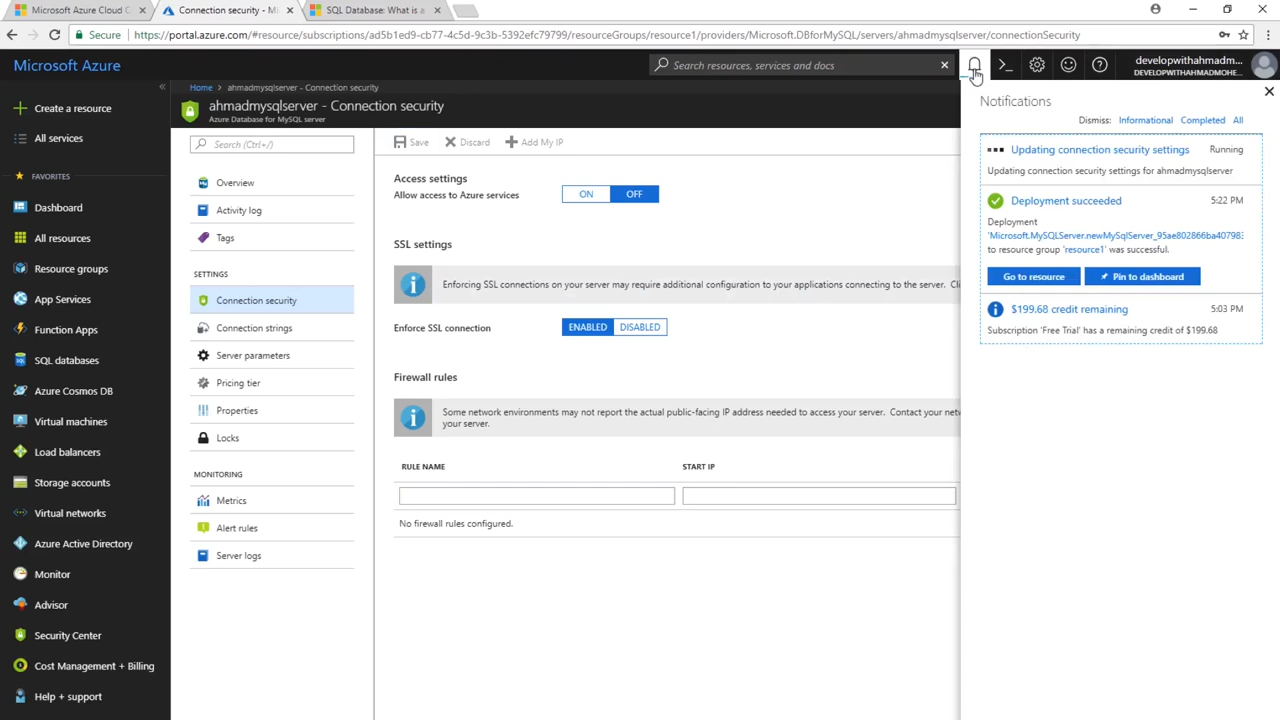 Microsoft Azure Cloud C
Connection security - Mi
SQL Database: What is a
Secure
https://portal.azure.com/#resource/subscriptions/ad5b1ed9-cb77-4c5d-9c3b-5392efc79799/resourceGroups/resource1/providers/Microsoft.DBforMySQL/servers/ahmadmysqlserver/connectionSecurity
Microsoft Azure
Search resources, services and docs
developwithahmadm...
DEVELOPWITHAHMADMOHE...
Create a resource
All services
FAVORITES
Dashboard
All resources
Resource groups
App Services
Function Apps
SQL databases
Azure Cosmos DB
Virtual machines
Load balancers
Storage accounts
Virtual networks
Azure Active Directory
Monitor
Advisor
Security Center
Cost Management + Billing
Help + support
Home > ahmadmysqlserver - Connection security
ahmadmysqlserver - Connection security
Azure Database for MySQL server
Search (Ctrl+/)
Overview
Activity log
Tags
SETTINGS
Connection security
Connection strings
Server parameters
Pricing tier
Properties
Locks
MONITORING
Metrics
Alert rules
Server logs
Save
Discard
Add My IP
Access settings
Allow access to Azure services
ON
OFF
SSL settings
Enforcing SSL connections on your server may require additional configuration to your applications connecting to the server. Cli
Enforce SSL connection
ENABLED
DISABLED
Firewall rules
Some network environments may not report the actual public-facing IP address needed to access your server. Contact your netw
your server.
RULE NAME
START IP
No firewall rules configured.
Notifications
Dismiss: Informational Completed All
Updating connection security settings
Running
Updating connection security settings for ahmadmysqlserver
Deployment succeeded
5:22 PM
Deployment
'Microsoft.MySQLServer.newMySqlServer_95ae802866ba407983
to resource group 'resource1' was successful.
Go to resource
Pin to dashboard
$199.68 credit remaining
5:03 PM
Subscription 'Free Trial' has a remaining credit of $199.68